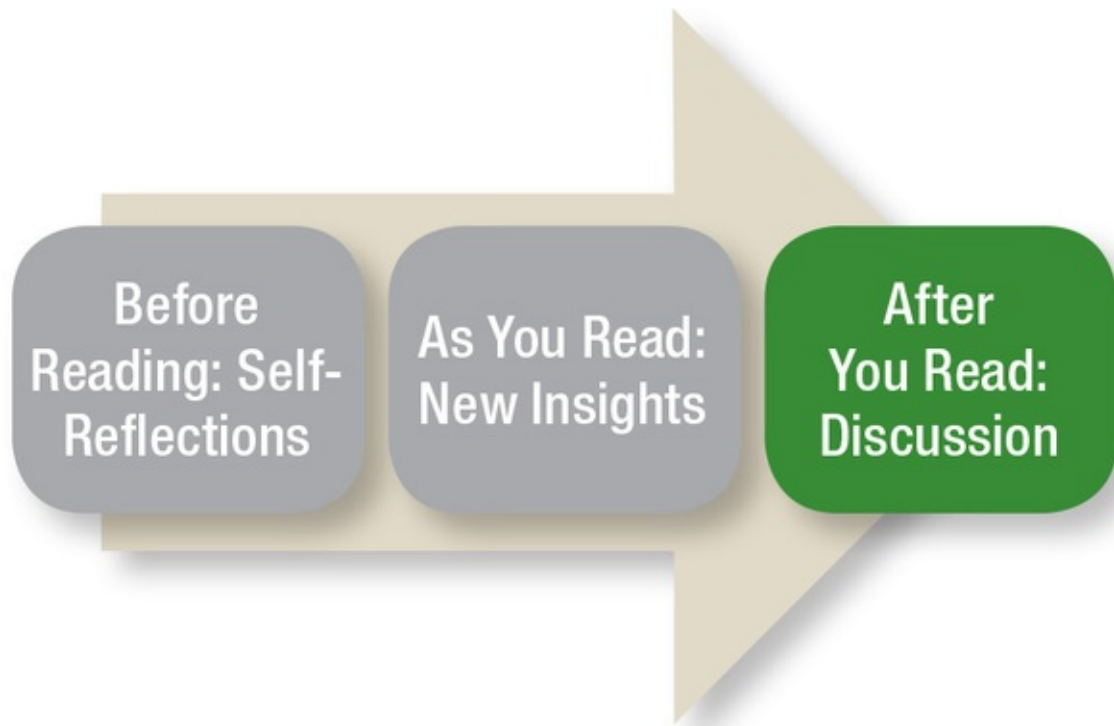 Before
Reading: Self-
Reflections
As You Read:
New Insights
After
You Read:
Discussion